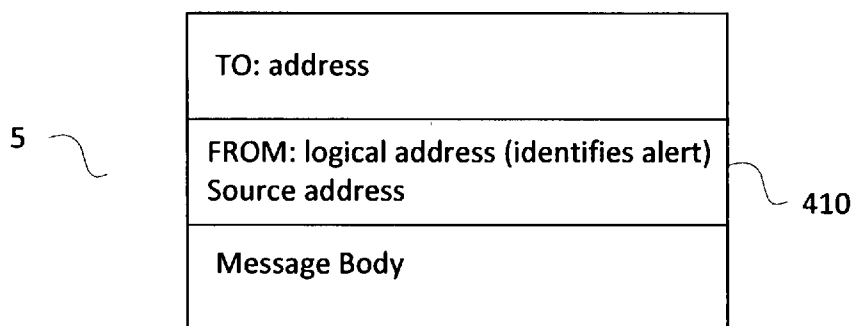 TO: address
5
FROM: logical address (identifies alert)
Source address
410
Message Body